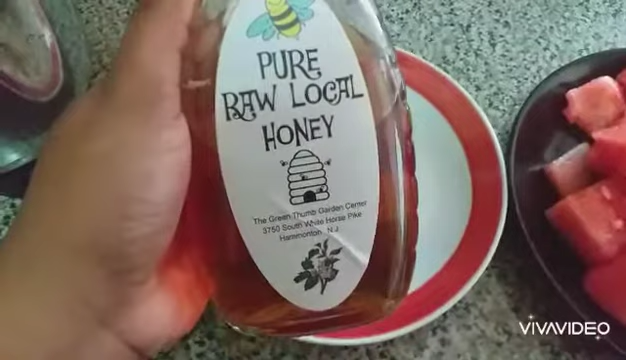 PURE
RAW LOCAL
HONEY
The Green Thumb Garden Center
3750 South White Horse Pike
Hammonton NJ
VIVAVIDEO